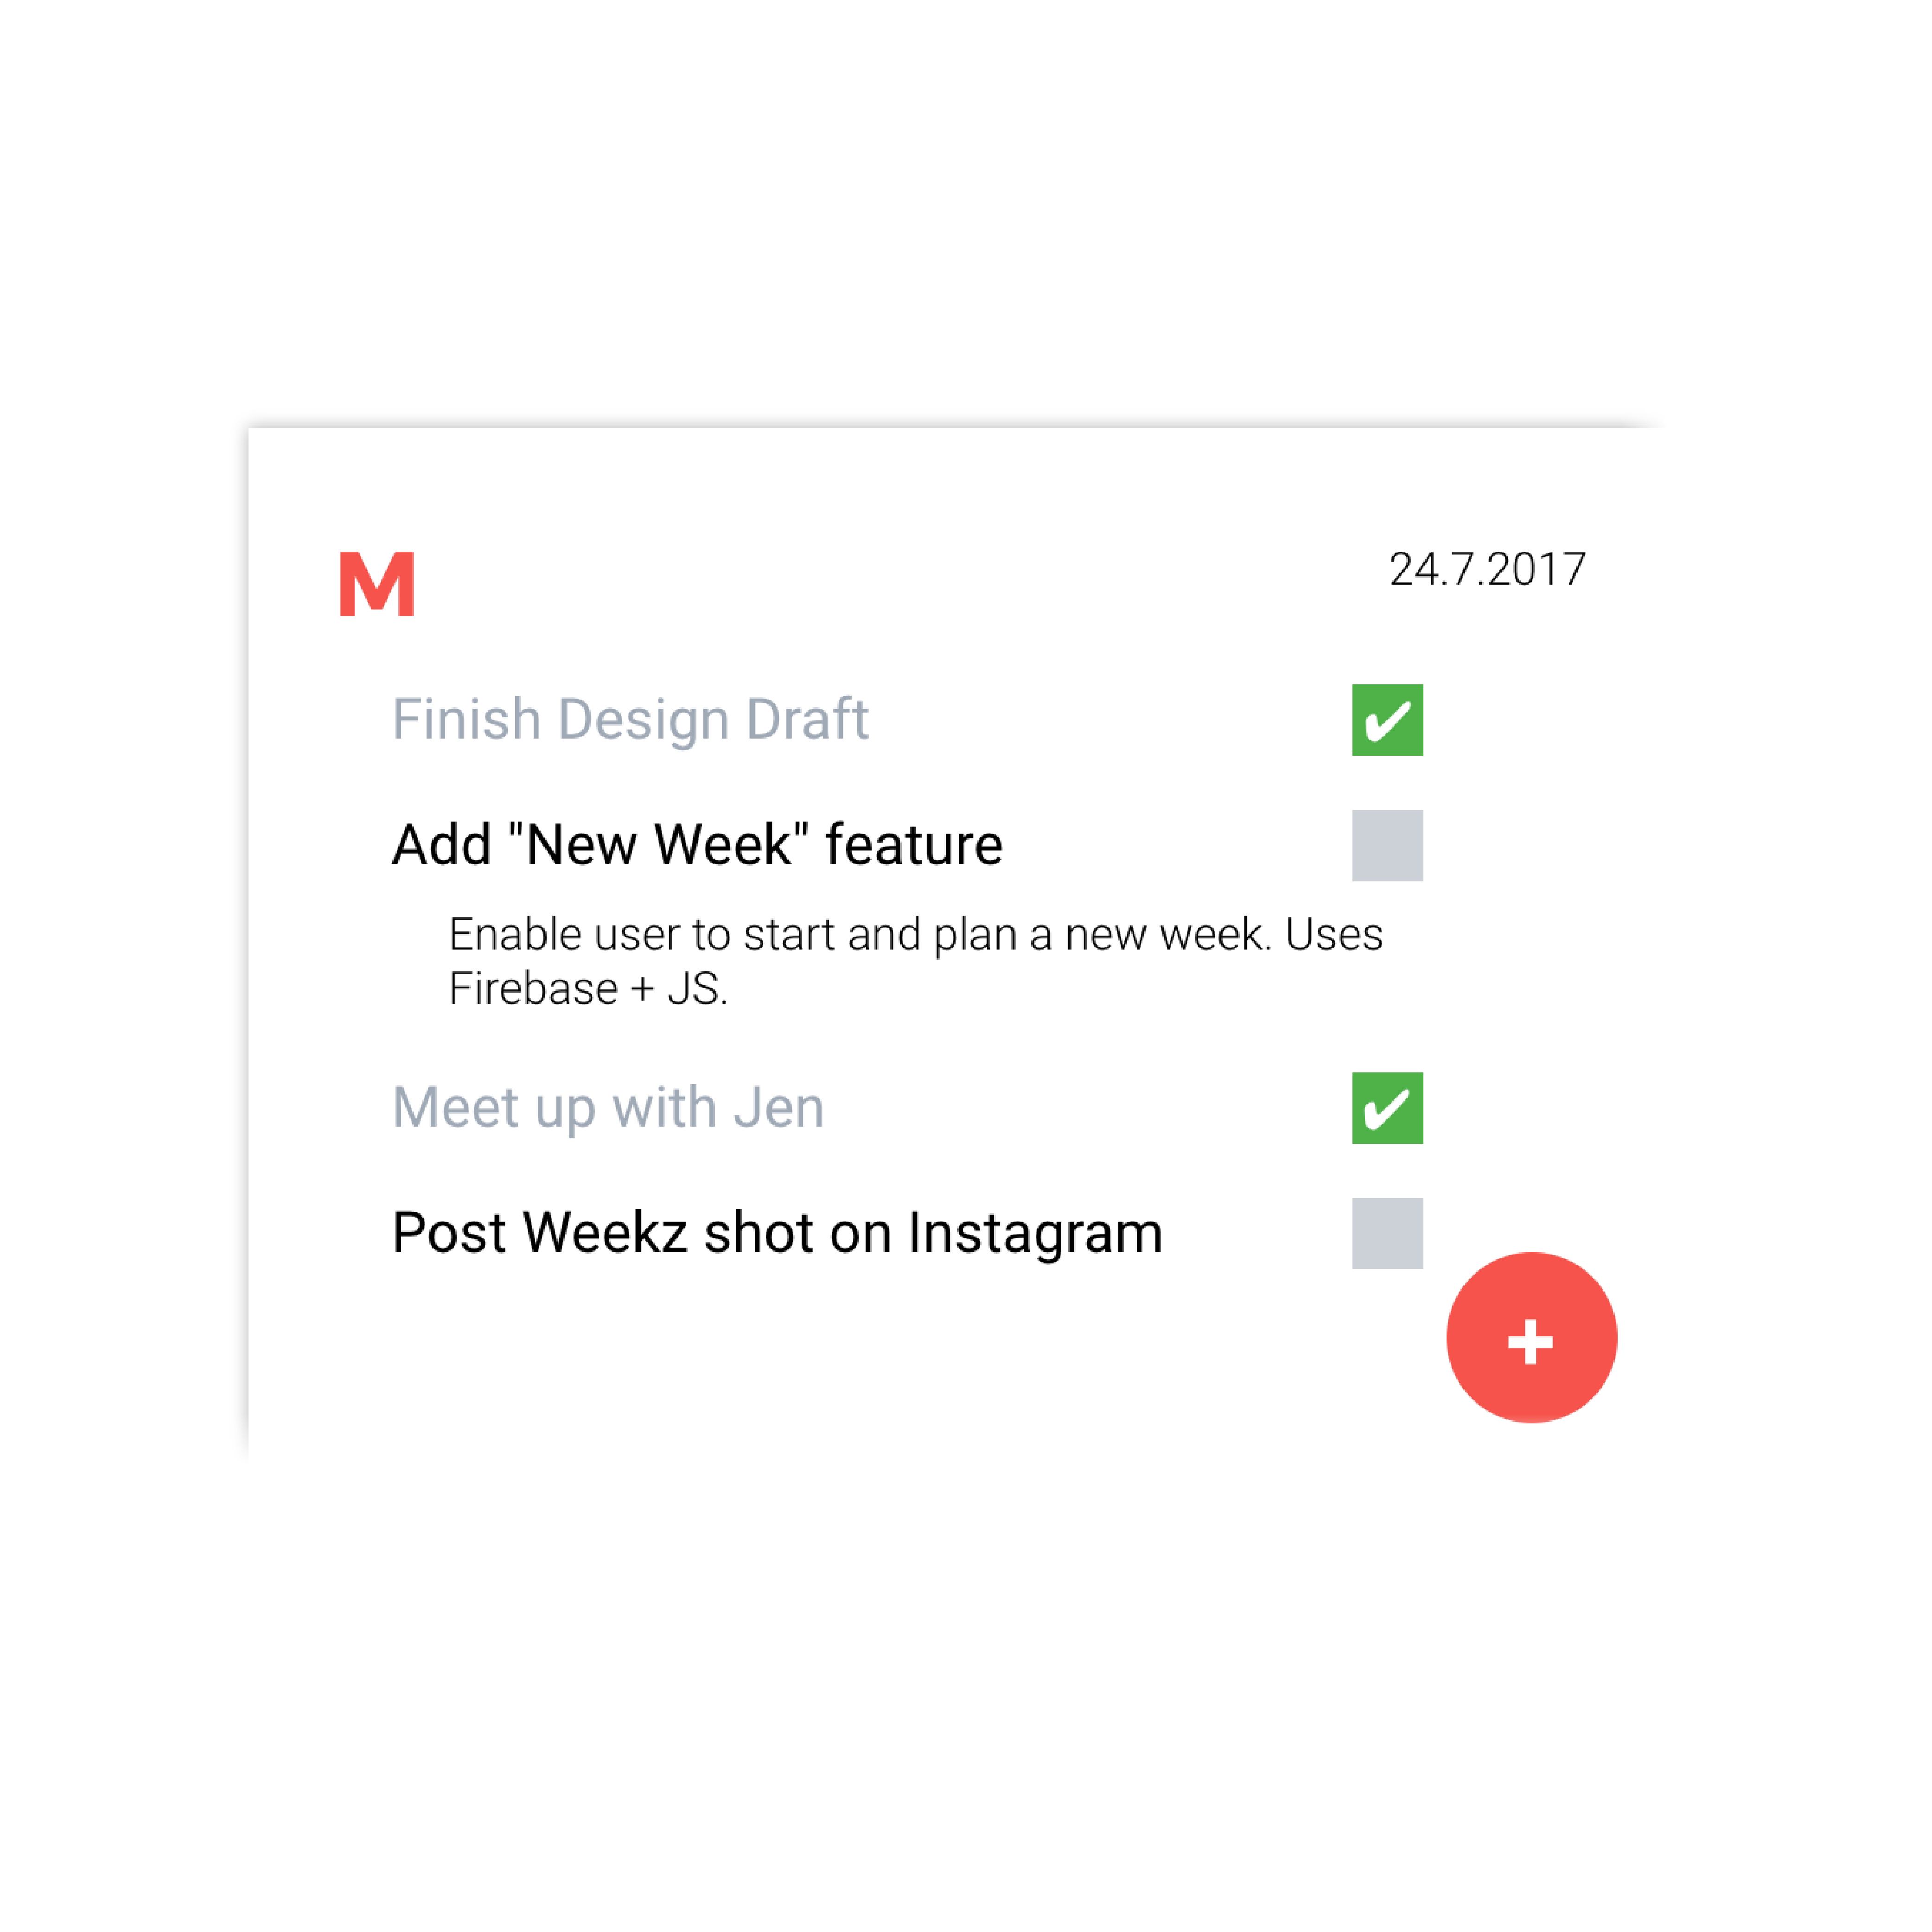 M
24.7.2017
Finish Design Draft
Add "New Week" feature
Enable user to start and plan a new week. Uses
Firebase + JS.
Meet up with Jen
Post Weekz shot on Instagram
+